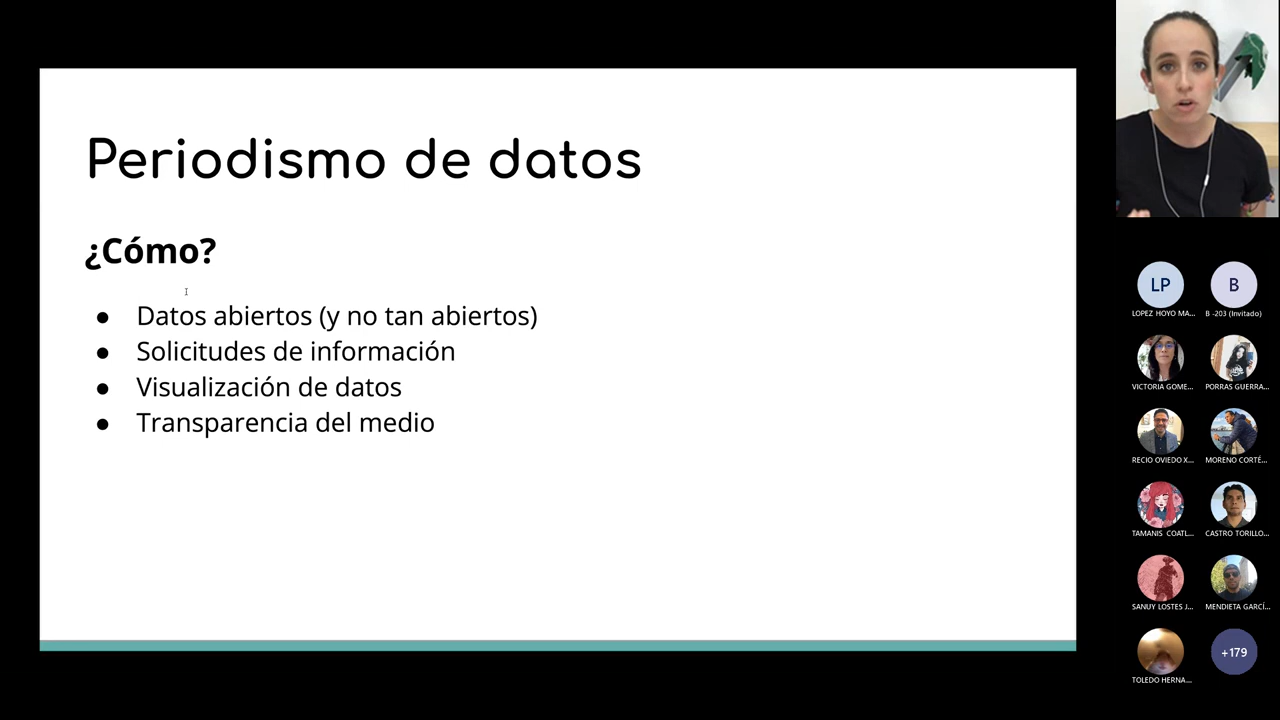 Periodismo de datos
¿Cómo?
● Datos abiertos (y no tan abiertos)
● Solicitudes de información
● Visualización de datos
● Transparencia del medio
LP
B
LOPEZ HOYO MA...
B -203 (Invitado)
VICTORIA GOME...
PORRAS GUERRA...
RECIO OVIEDO X...
MORENO CORTÉ...
TAMANIS COATL...
CASTRO TORILLO...
SANUY LOSTES J...
MENDIETA GARCÍ...
TOLEDO HERNA...
+179